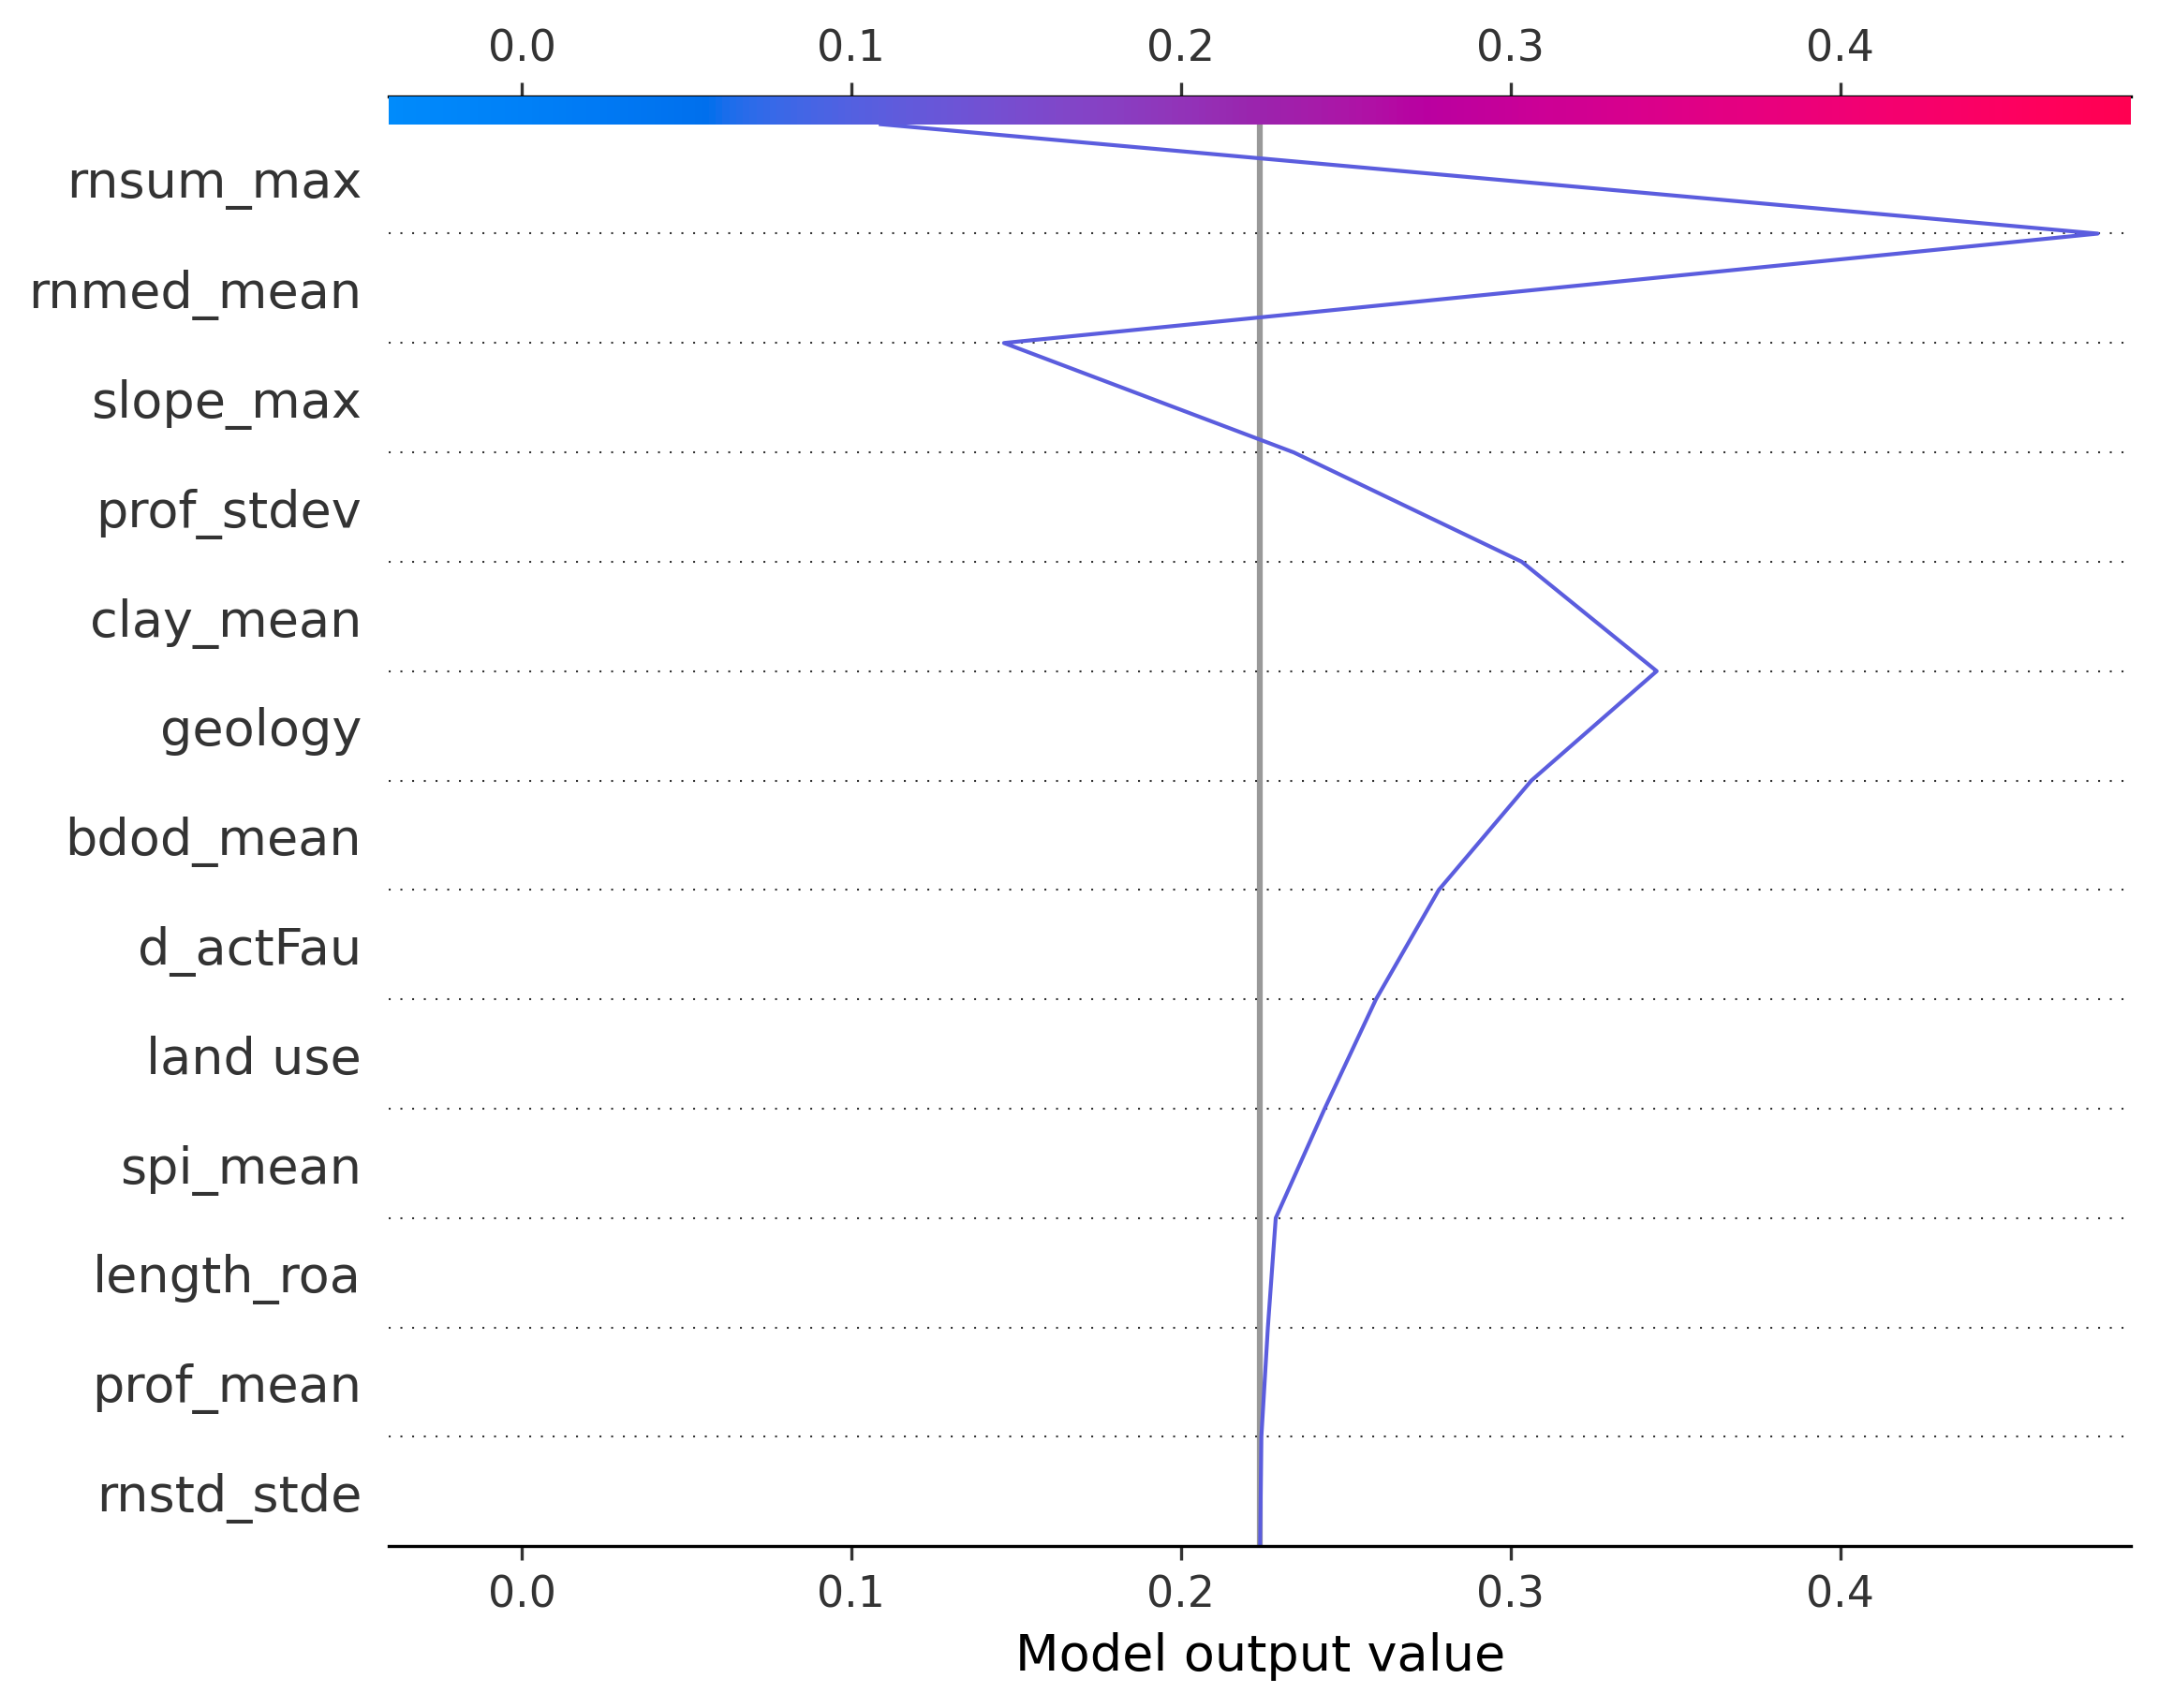 0.0 0.1 0.2 0.3 0.4
rnsum_max
rnmed_mean
slope_max
prof_stdev
clay_mean
geology
bdod_mean
d_actFau
land use
spi_mean
length_roa
prof_mean
rnstd_stde
0.0 0.1 0.2 0.3 0.4
Model output value